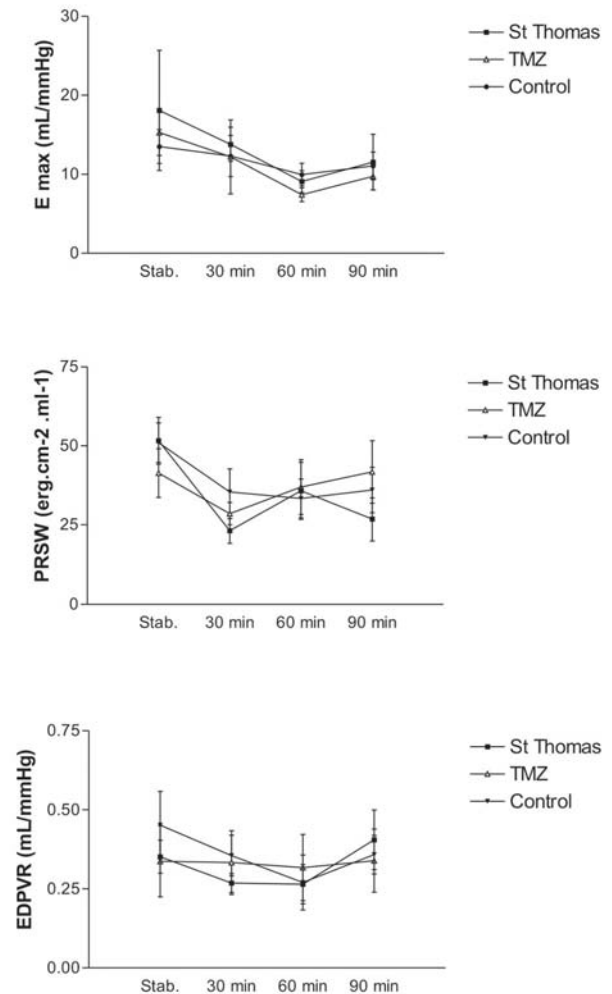 St Thomas
TMZ
Control
E max (mL/mmHg)
30
20
10
0
Stab. 30 min 60 min 90 min
St Thomas
TMZ
Control
PRSW (erg.cm-2 .ml-1)
75
50
25
0
Stab. 30 min 60 min 90 min
St Thomas
TMZ
Control
EDPVR (mL/mmHg)
0.75
0.50
0.25
0.00
Stab. 30 min 60 min 90 min